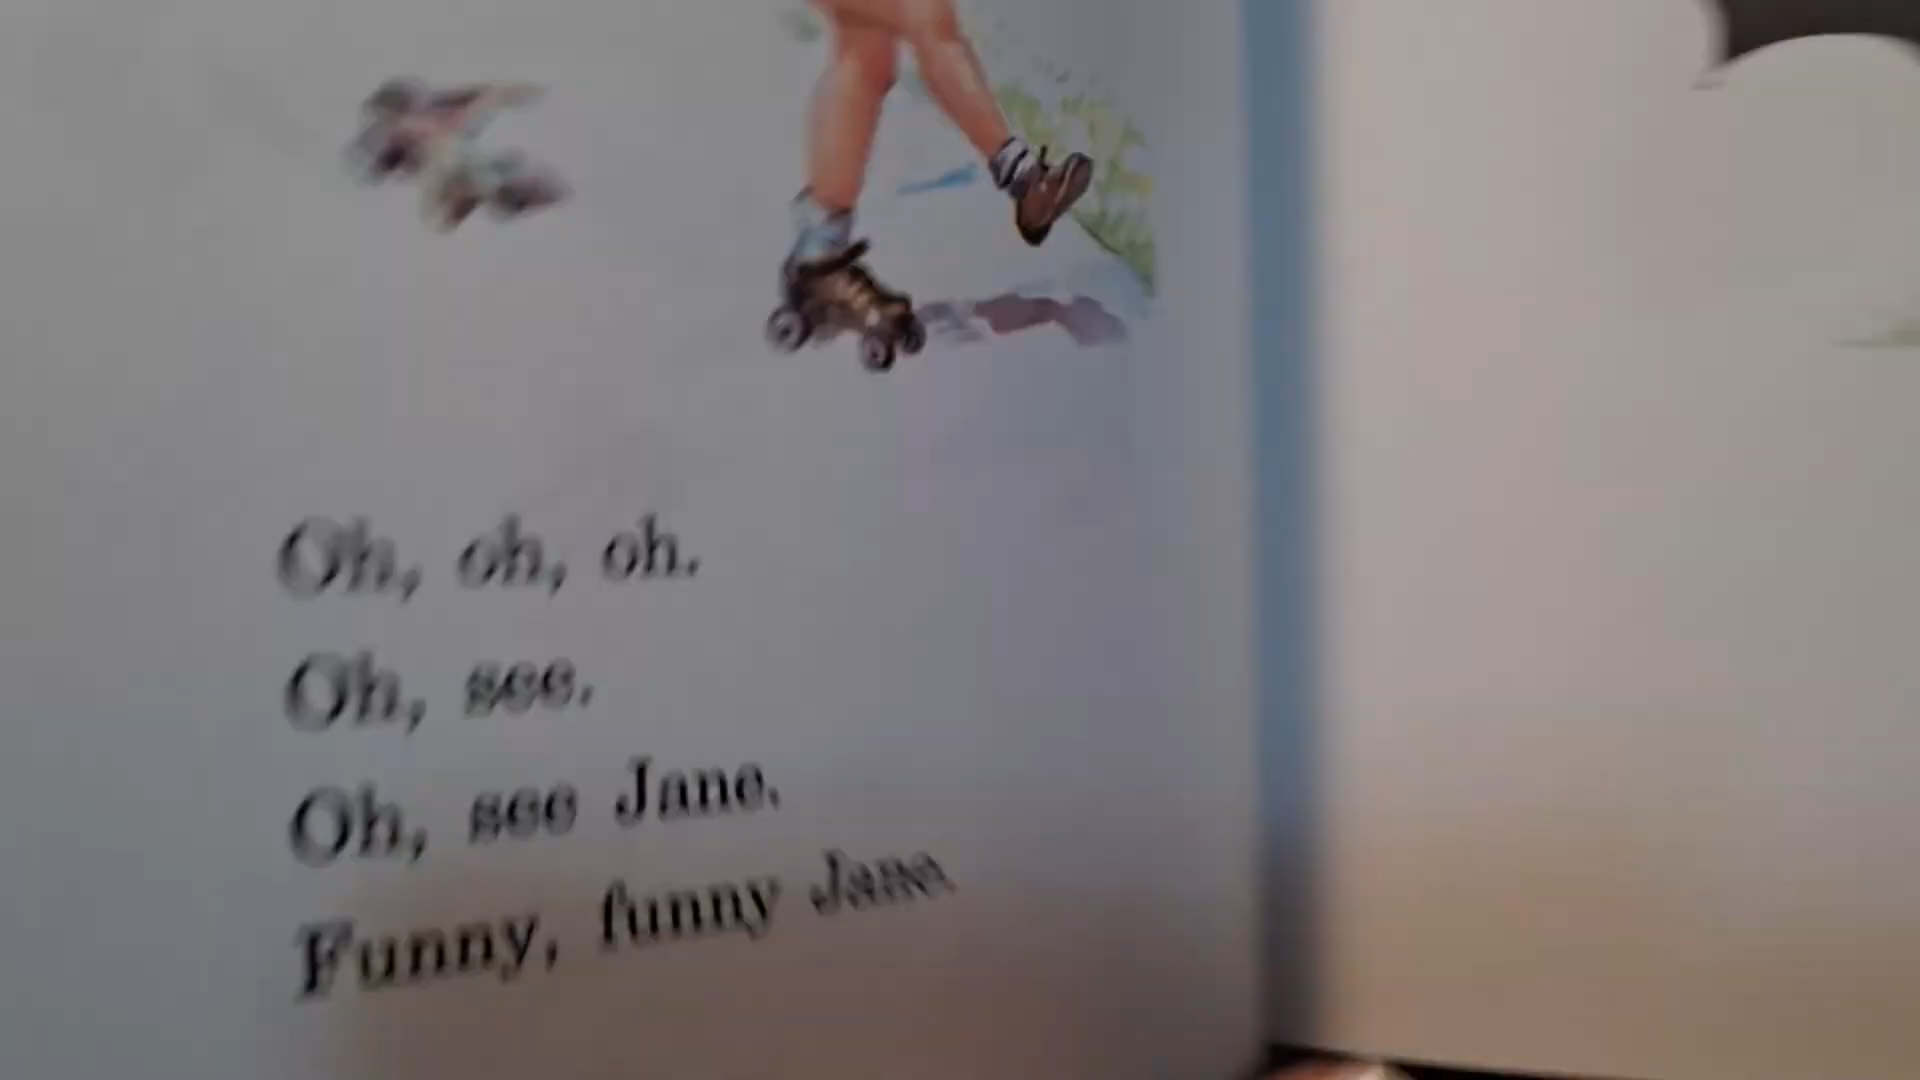 Oh, oh, oh.
Oh, see.
Oh, see Jane.
Funny, funny Jane.